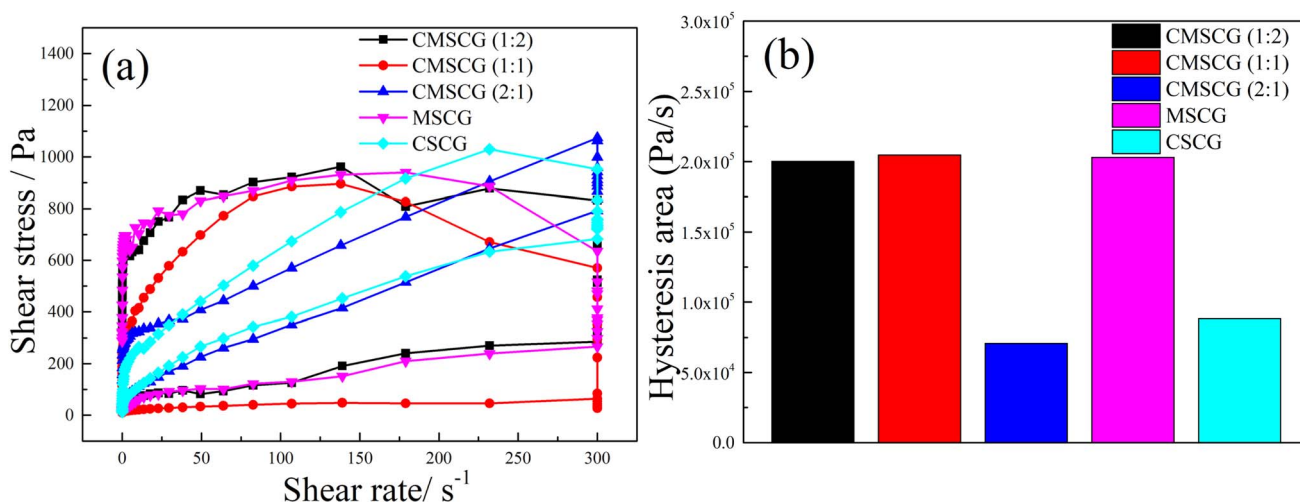 (a)
CMSCG (1:2)
CMSCG (1:1)
CMSCG (2:1)
MSCG
CSCG
Shear stress / Pa
1400
1200
1000
800
600
400
200
0
0 50 100 150 200 250 300
Shear rate/ s⁻¹
(b)
CMSCG (1:2)
CMSCG (1:1)
CMSCG (2:1)
MSCG
CSCG
Hysteresis area (Pa/s)
3.0x10⁵
2.5x10⁵
2.0x10⁵
1.5x10⁵
1.0x10⁵
5.0x10⁴
0.0